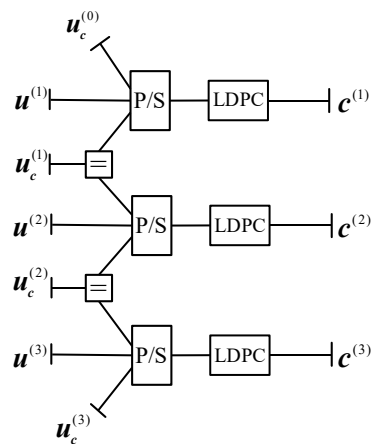 u_c^(0)
u^(1) P/S LDPC c^(1)
u_c^(1) =
u^(2) P/S LDPC c^(2)
u_c^(2) =
u^(3) P/S LDPC c^(3)
u_c^(3)